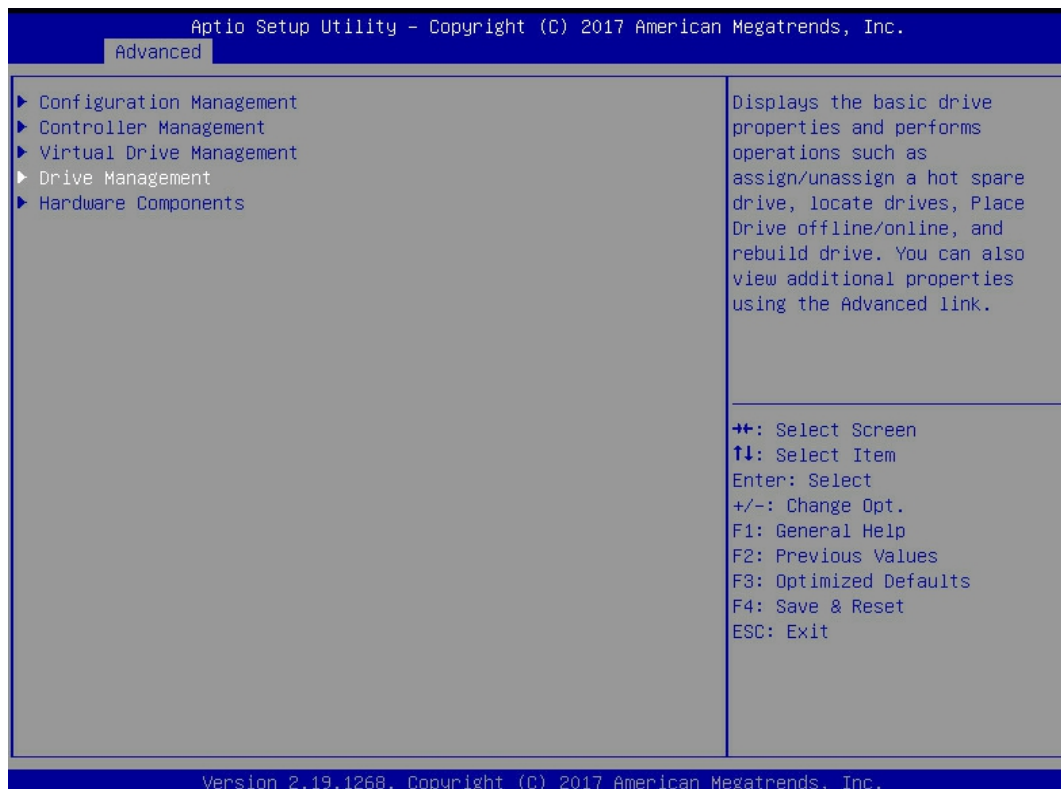 Aptio Setup Utility – Copyright (C) 2017 American Megatrends, Inc.
Advanced
▶ Configuration Management
▶ Controller Management
▶ Virtual Drive Management
▶ Drive Management
▶ Hardware Components
Displays the basic drive
properties and performs
operations such as
assign/unassign a hot spare
drive, locate drives, Place
Drive offline/online, and
rebuild drive. You can also
view additional properties
using the Advanced link.
→←: Select Screen
↑↓: Select Item
Enter: Select
+/-: Change Opt.
F1: General Help
F2: Previous Values
F3: Optimized Defaults
F4: Save & Reset
ESC: Exit
Version 2.19.1268. Copyright (C) 2017 American Megatrends, Inc.